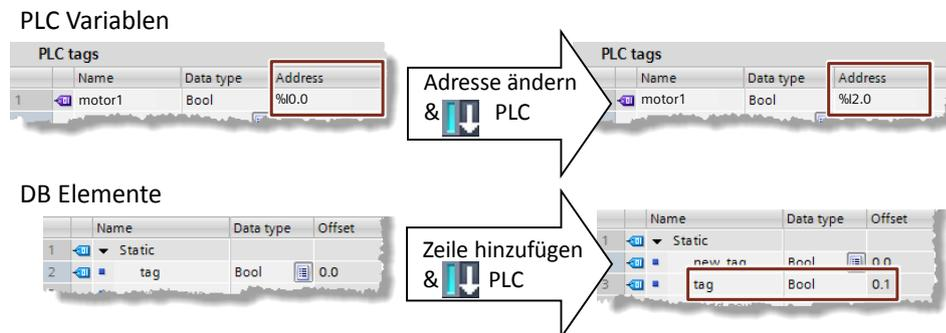 PLC Variablen
PLC tags
Name Data type Address
1 motor1 Bool %I0.0
Adresse ändern
& PLC
PLC tags
Name Data type Address
motor1 Bool %I2.0
DB Elemente
Name Data type Offset
1 Static
2 tag Bool 0.0
Zeile hinzufügen
& PLC
Name Data type Offset
1 Static
new tag Bool 0.0
3 tag Bool 0.1